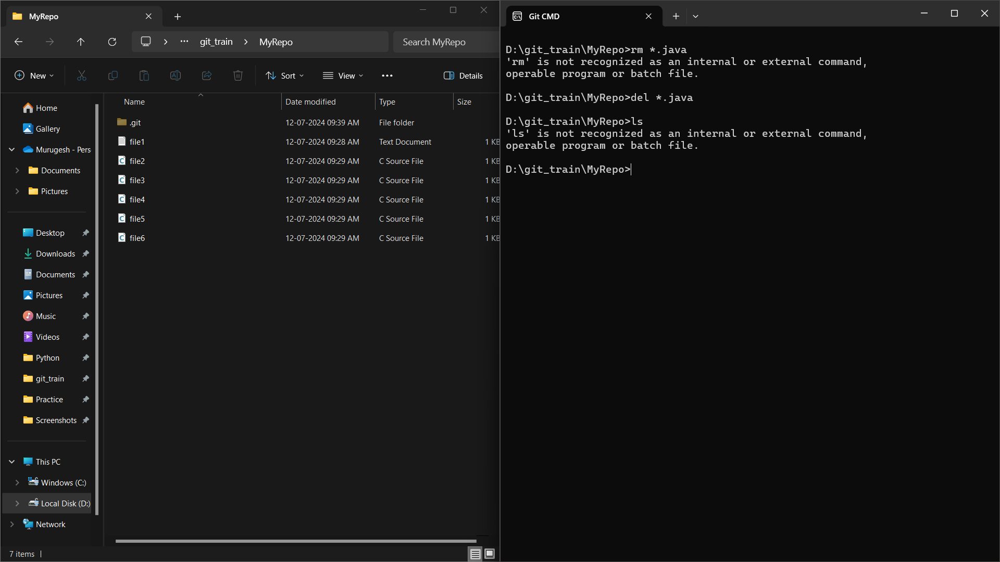 MyRepo
git_train
MyRepo
Search MyRepo
New
Sort
View
Details
Name
Date modified
Type
Size
.git 12-07-2024 09:39 AM File folder
file1 12-07-2024 09:28 AM Text Document 1 KB
file2 12-07-2024 09:29 AM C Source File 1 KB
file3 12-07-2024 09:29 AM C Source File 1 KB
file4 12-07-2024 09:29 AM C Source File 1 KB
file5 12-07-2024 09:29 AM C Source File 1 KB
file6 12-07-2024 09:29 AM C Source File 1 KB
Home
Gallery
Murugesh - Pers
Documents
Pictures
Desktop
Downloads
Documents
Pictures
Music
Videos
Python
git_train
Practice
Screenshots
This PC
Windows (C:)
Local Disk (D:)
Network
7 items
Git CMD
D:\git_train\MyRepo>rm *.java
'rm' is not recognized as an internal or external command,
operable program or batch file.
D:\git_train\MyRepo>del *.java
D:\git_train\MyRepo>ls
'ls' is not recognized as an internal or external command,
operable program or batch file.
D:\git_train\MyRepo>